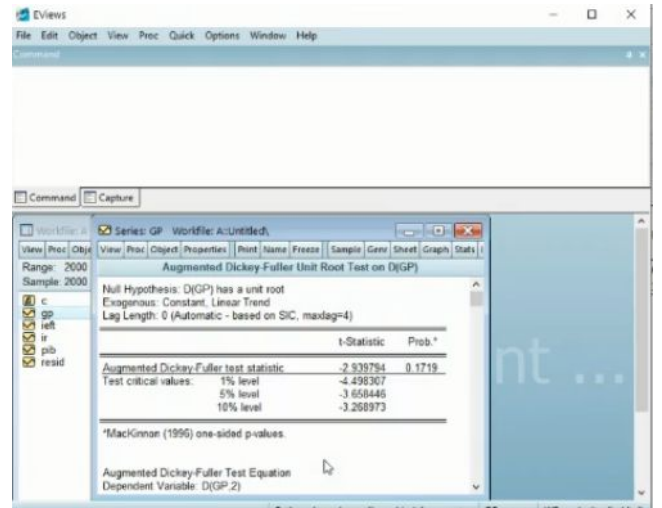 EViews
File Edit Object View Proc Quick Options Window Help
Command
Command Capture
Workfile: A
View Proc Obje
Range: 2000
Sample: 2000
c
gp
ieft
ir
pib
resid
Series: GP Workfile: A::Untitled\
View Proc Object Properties Print Name Freeze Sample Genr Sheet Graph Stats
Augmented Dickey-Fuller Unit Root Test on D(GP)
Null Hypothesis: D(GP) has a unit root
Exogenous: Constant, Linear Trend
Lag Length: 0 (Automatic - based on SIC, maxlag=4)
t-Statistic Prob.*
Augmented Dickey-Fuller test statistic -2.939794 0.1719
Test critical values: 1% level -4.498307
5% level -3.658446
10% level -3.268973
*MacKinnon (1996) one-sided p-values.
Augmented Dickey-Fuller Test Equation
Dependent Variable: D(GP,2)
nt ...